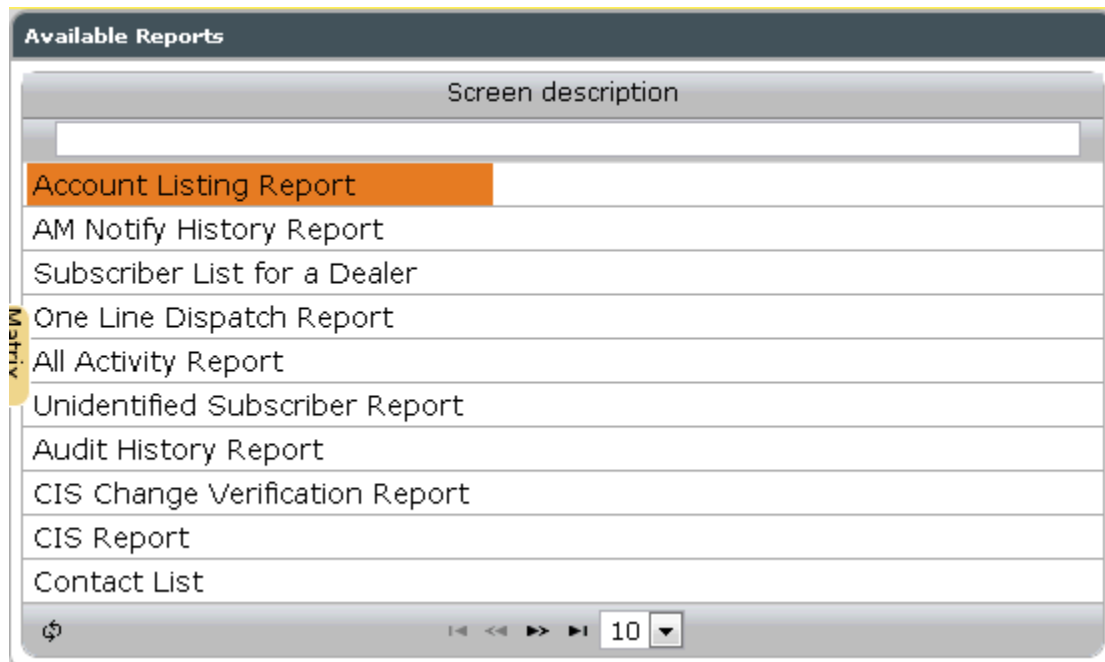 Available Reports
Screen description
Account Listing Report
AM Notify History Report
Subscriber List for a Dealer
One Line Dispatch Report
Matrix
All Activity Report
Unidentified Subscriber Report
Audit History Report
CIS Change Verification Report
CIS Report
Contact List
10